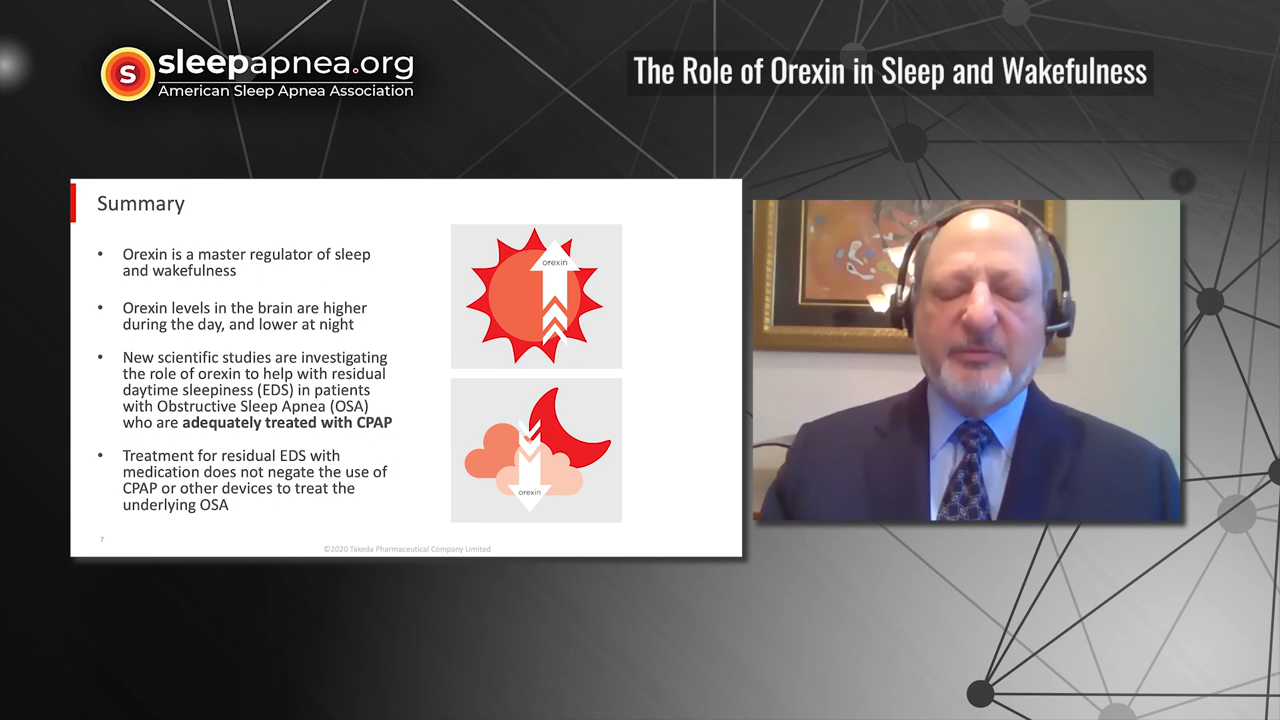 sleepapnea.org
American Sleep Apnea Association
The Role of Orexin in Sleep and Wakefulness
Summary
• Orexin is a master regulator of sleep
and wakefulness
• Orexin levels in the brain are higher
during the day, and lower at night
• New scientific studies are investigating
the role of orexin to help with residual
daytime sleepiness (EDS) in patients
with Obstructive Sleep Apnea (OSA)
who are adequately treated with CPAP
• Treatment for residual EDS with
medication does not negate the use of
CPAP or other devices to treat the
underlying OSA
orexin
orexin
7
©2020 Takeda Pharmaceutical Company Limited
S